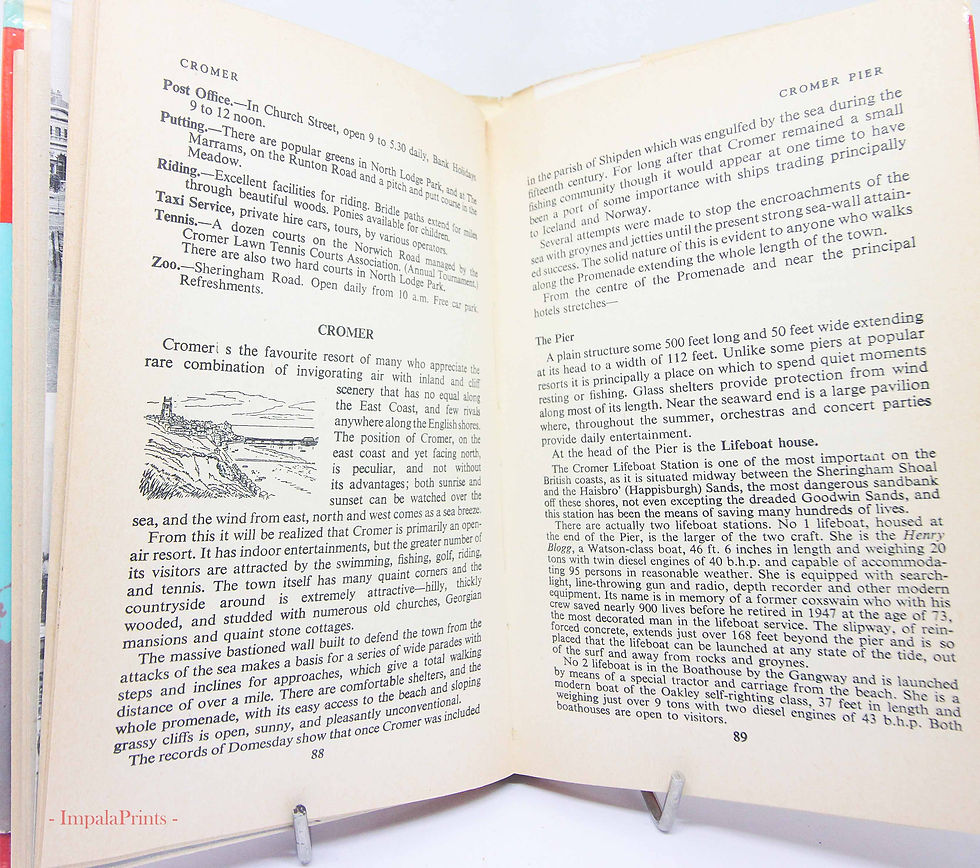 CROMER
Post Office.—In Church Street, open 9 to 5.30 daily, Bank Holidays
9 to 12 noon.
Putting.—There are popular greens in North Lodge Park, and at The
Marrams, on the Runton Road and a pitch and putt course in the
Meadow.
Riding.—Excellent facilities for riding. Bridle paths extend for miles
through beautiful woods. Ponies available for children.
Taxi Service, private hire cars, tours, by various operators.
Tennis.—A dozen courts on the Norwich Road managed by the
Cromer Lawn Tennis Courts Association. (Annual Tournament.)
There are also two hard courts in North Lodge Park.
Zoo.—Sheringham Road. Open daily from 10 a.m. Free car park.
Refreshments.
CROMER
Cromeri s the favourite resort of many who appreciate the
rare combination of invigorating air with inland and cliff
scenery that has no equal along
the East Coast, and few rivals
anywhere along the English shores.
The position of Cromer, on the
east coast and yet facing north,
is peculiar, and not without
its advantages; both sunrise and
sunset can be watched over the
sea, and the wind from east, north and west comes as a sea breeze.
From this it will be realized that Cromer is primarily an open-
air resort. It has indoor entertainments, but the greater number of
its visitors are attracted by the swimming, fishing, golf, riding,
and tennis. The town itself has many quaint corners and the
countryside around is extremely attractive—hilly, thickly
wooded, and studded with numerous old churches, Georgian
mansions and quaint stone cottages.
The massive bastioned wall built to defend the town from the
attacks of the sea makes a basis for a series of wide parades with
steps and inclines for approaches, which give a total walking
distance of over a mile. There are comfortable shelters, and the
whole promenade, with its easy access to the beach and sloping
grassy cliffs is open, sunny, and pleasantly unconventional.
The records of Domesday show that once Cromer was included
88
CROMER PIER
in the parish of Shipden which was engulfed by the sea during the
fifteenth century. For long after that Cromer remained a small
fishing community though it would appear at one time to have
been a port of some importance with ships trading principally
to Iceland and Norway.
Several attempts were made to stop the encroachments of the
sea with groynes and jetties until the present strong sea-wall attain-
ed success. The solid nature of this is evident to anyone who walks
along the Promenade extending the whole length of the town.
From the centre of the Promenade and near the principal
hotels stretches—
The Pier
A plain structure some 500 feet long and 50 feet wide extending
at its head to a width of 112 feet. Unlike some piers at popular
resorts it is principally a place on which to spend quiet moments
resting or fishing. Glass shelters provide protection from wind
along most of its length. Near the seaward end is a large pavilion
where, throughout the summer, orchestras and concert parties
provide daily entertainment.
At the head of the Pier is the Lifeboat house.
The Cromer Lifeboat Station is one of the most important on the
British coasts, as it is situated midway between the Sheringham Shoal
and the Haisbro' (Happisburgh) Sands, the most dangerous sandbank
off these shores, not even excepting the dreaded Goodwin Sands, and
this station has been the means of saving many hundreds of lives.
There are actually two lifeboat stations. No 1 lifeboat, housed at
the end of the Pier, is the larger of the two craft. She is the Henry
Blogg, a Watson-class boat, 46 ft. 6 inches in length and weighing 20
tons with twin diesel engines of 40 b.h.p. and capable of accommoda-
ting 95 persons in reasonable weather. She is equipped with search-
light, line-throwing gun and radio, depth recorder and other modern
equipment. Its name is in memory of a former coxswain who with his
crew saved nearly 900 lives before he retired in 1947 at the age of 73,
the most decorated man in the lifeboat service. The slipway, of rein-
forced concrete, extends just over 168 feet beyond the pier and is so
placed that the lifeboat can be launched at any state of the tide, out
of the surf and away from rocks and groynes.
No 2 lifeboat is in the Boathouse by the Gangway and is launched
by means of a special tractor and carriage from the beach. She is a
modern boat of the Oakley self-righting class, 37 feet in length and
weighing just over 9 tons with two diesel engines of 43 b.h.p. Both
boathouses are open to visitors.
89
- ImpalaPrints -